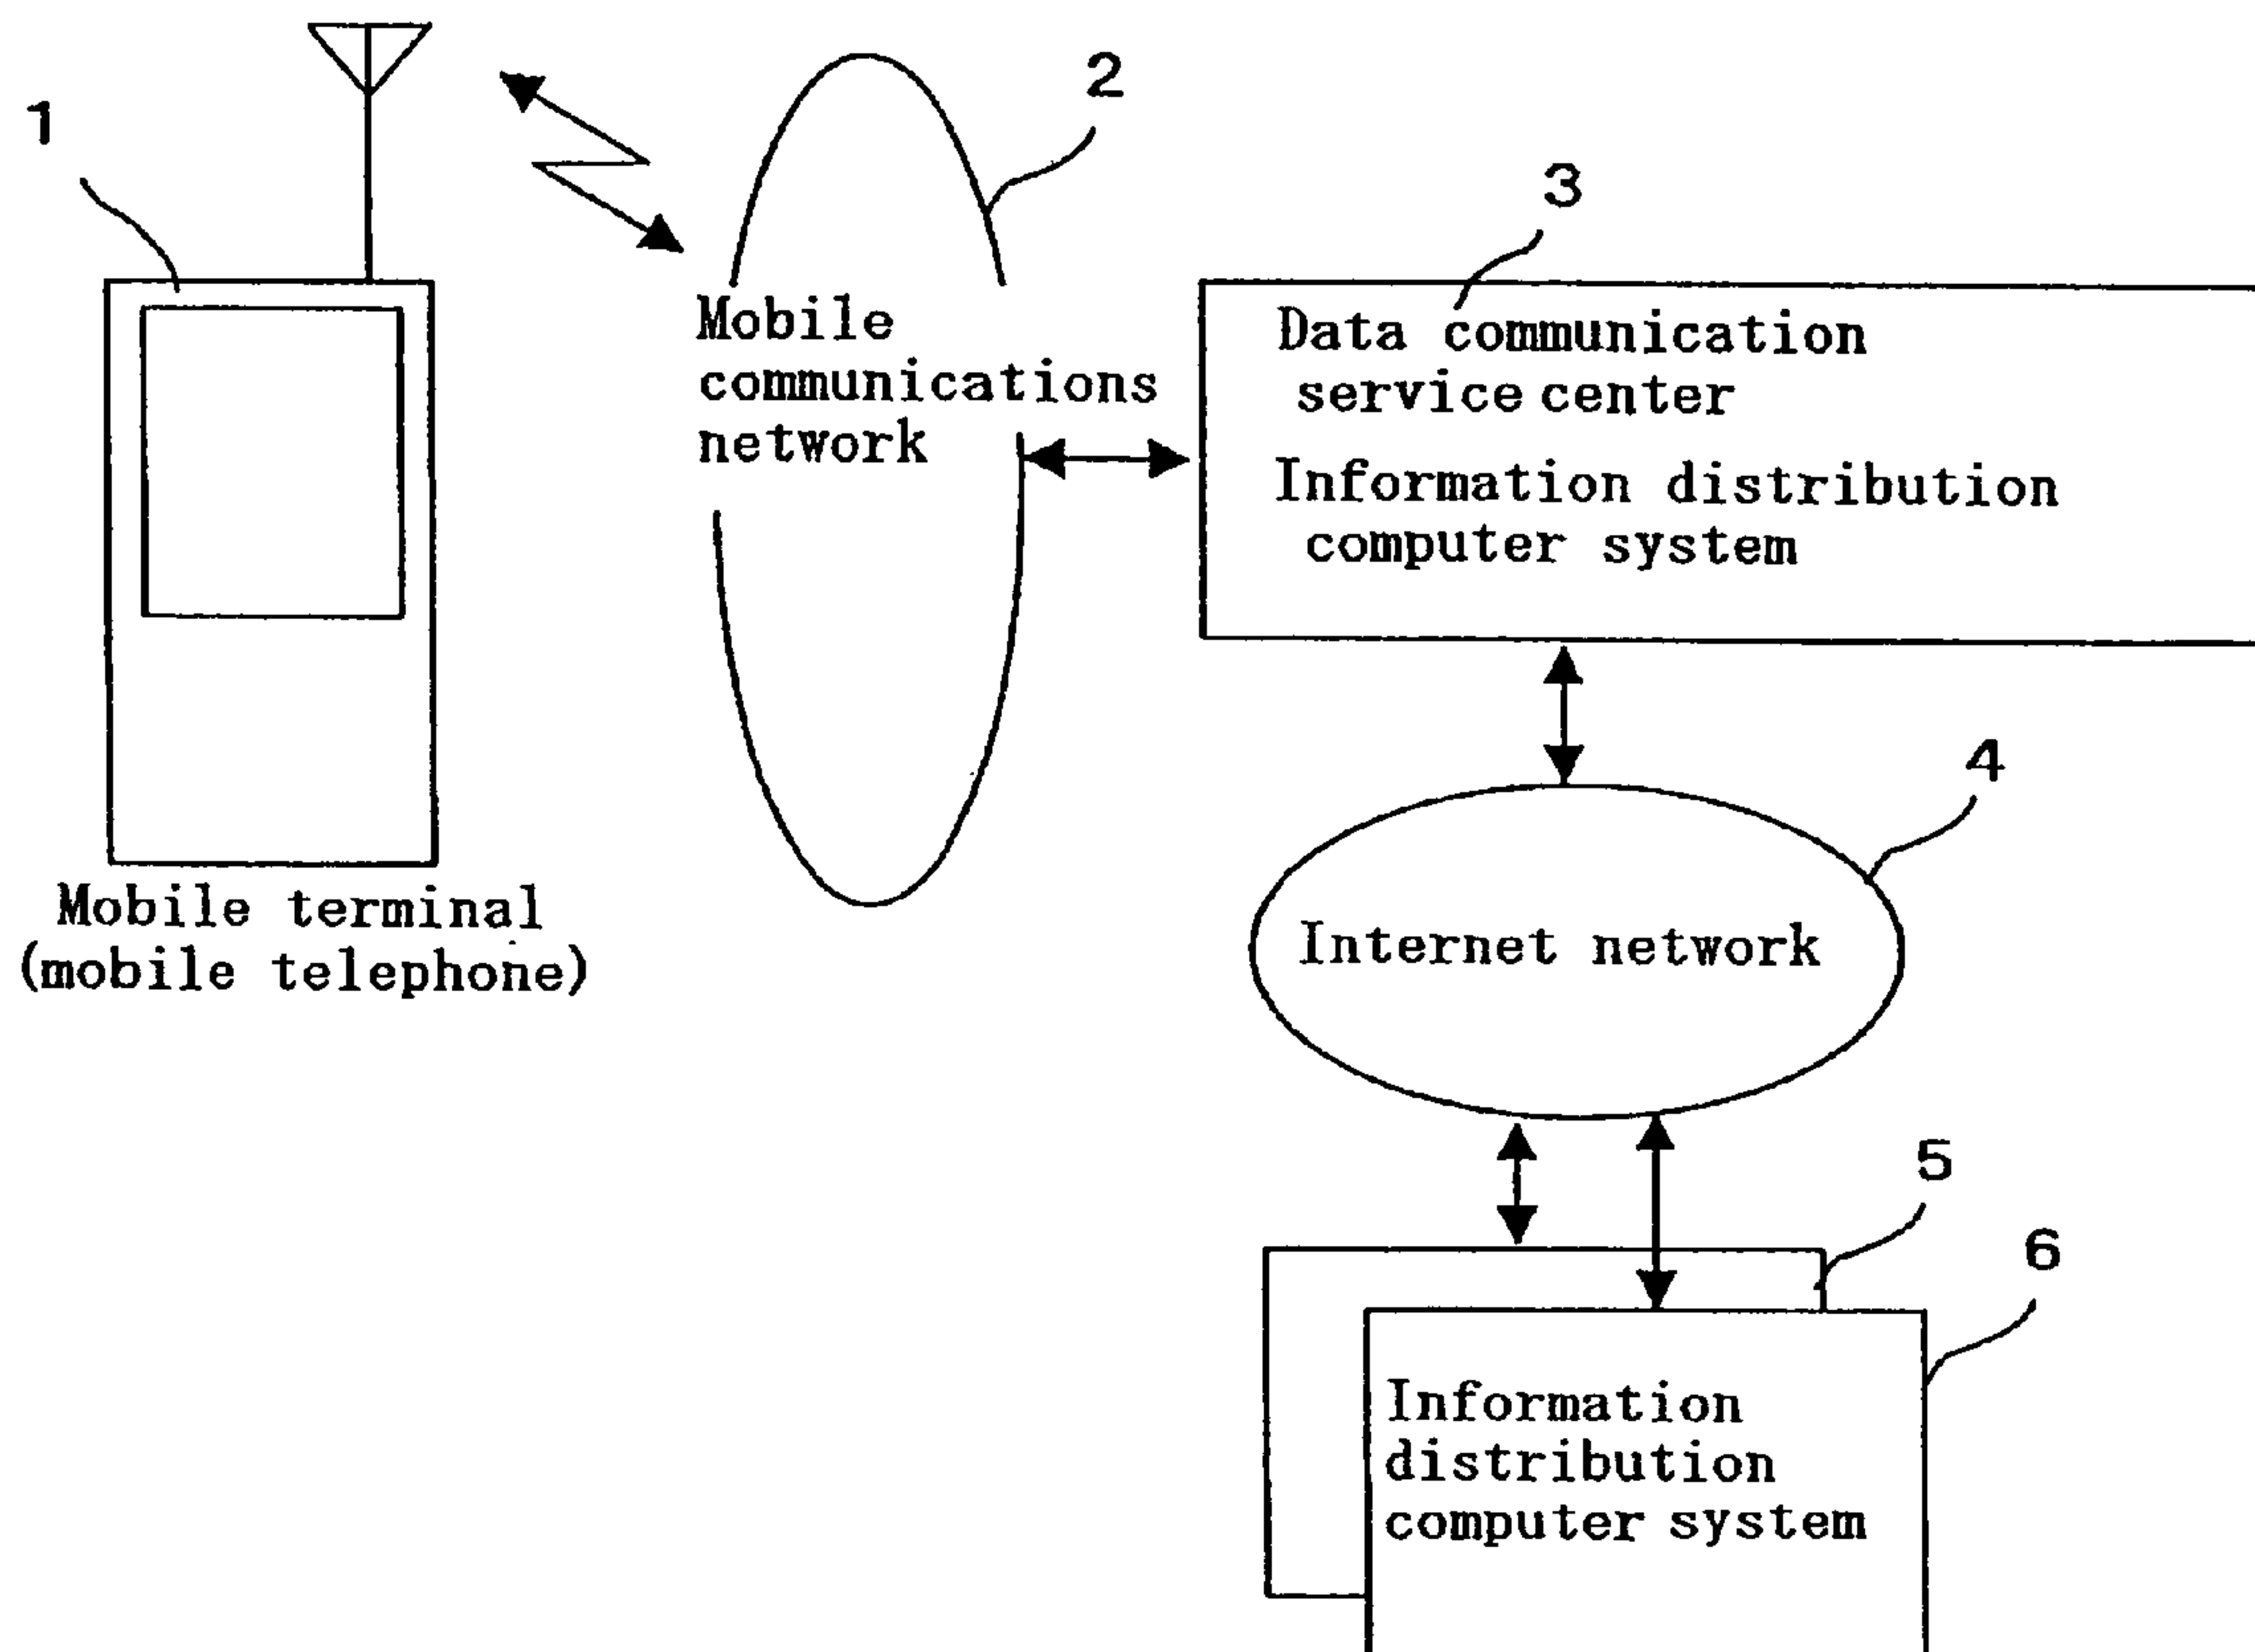 1
2
3
Mobile
communications
network
Data communication
service center
Information distribution
computer system
4
Mobile terminal
(mobile telephone)
Internet network
5
6
Information
distribution
computer system